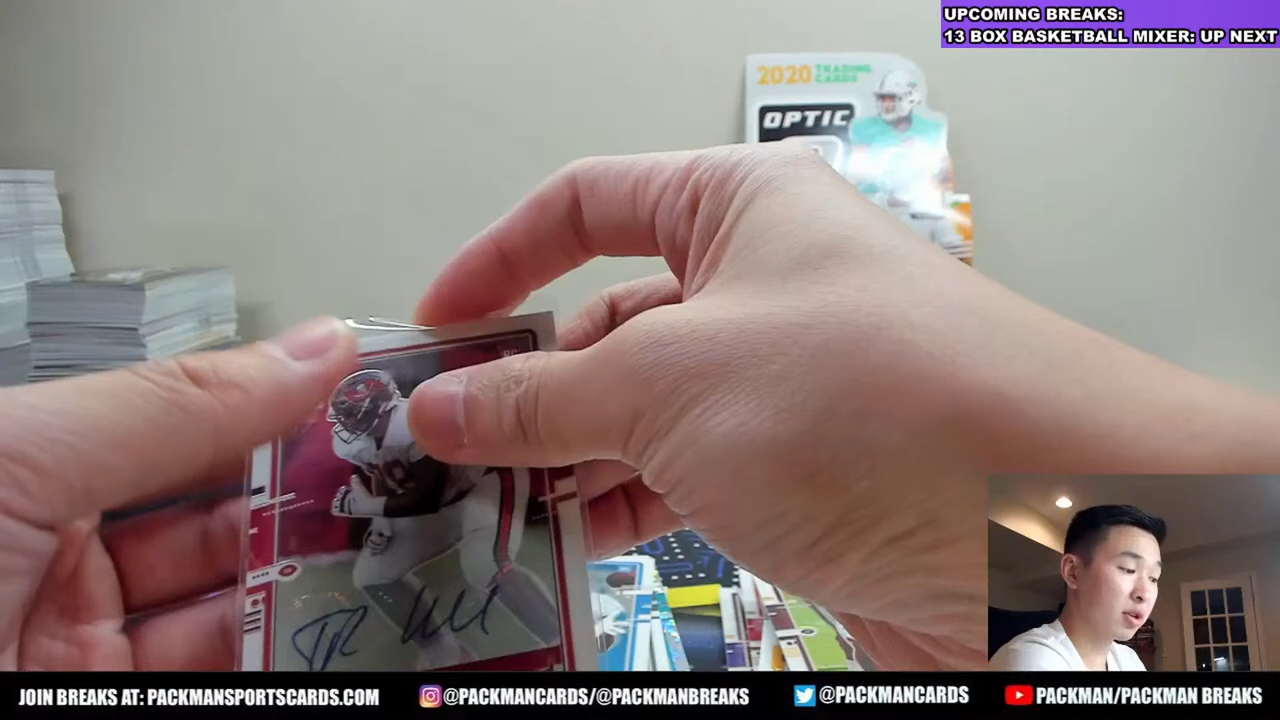 UPCOMING BREAKS:
13 BOX BASKETBALL MIXER: UP NEXT
2020 TRADING CARDS
OPTIC
JOIN BREAKS AT: PACKMANSPORTSCARDS.COM
@PACKMANCARDS/@PACKMANBREAKS
@PACKMANCARDS
PACKMAN/PACKMAN BREAKS